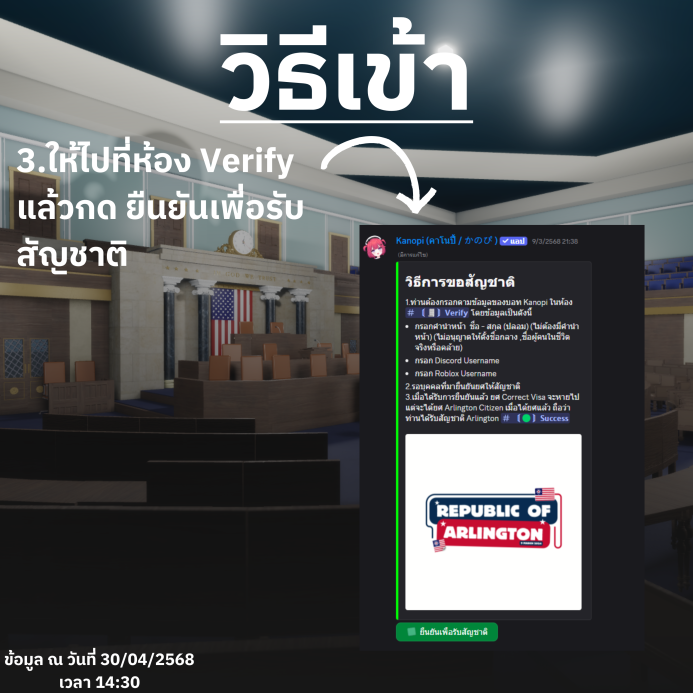 วิธีเข้า
3.ให้ไปที่ห้อง Verify
แล้วกด ยืนยันเพื่อรับ
สัญชาติ
Kanopi (คาโนปี้ / かのぴ) ✓ แอป 9/3/2568 21:38
(มีการแก้ไข)
วิธีการขอสัญชาติ
1.ท่านต้องกรอกตามข้อมูลของบอท Kanopi ในห้อง
# Verify โดยข้อมูลเป็นดังนี้
• กรอกคำนำหน้า ชื่อ - สกุล (ปลอม) (ไม่ต้องมีคำนำ
หน้า) (ไม่อนุญาตให้ตั้งชื่อกลาง ,ชื่อผู้คนในชีวิต
จริงหรือคล้าย)
• กรอก Discord Username
• กรอก Roblox Username
2.รอบุคคลที่มายืนยันยศให้สัญชาติ
3.เมื่อได้รับการยืนยันแล้ว ยศ Correct Visa จะหายไป
แต่จะได้ยศ Arlington Citizen เมื่อได้ยศแล้ว ถือว่า
ท่านได้รับสัญชาติ Arlington # Success
REPUBLIC OF
ARLINGTON
ยืนยันเพื่อรับสัญชาติ
ข้อมูล ณ วันที่ 30/04/2568
เวลา 14:30